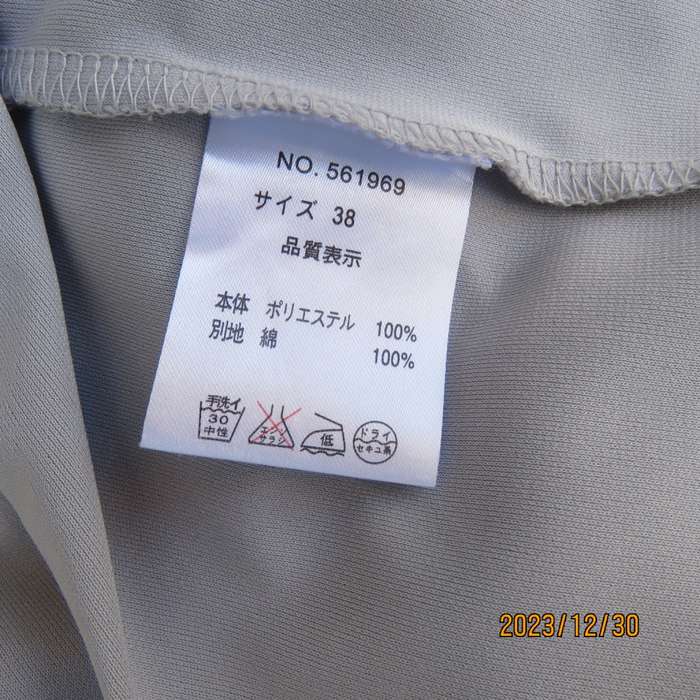 NO. 561969
サイズ 38
品質表示
本体 ポリエステル 100%
別地 綿 100%
手洗イ
30
中性
エンソ
サラシ
低
ドライ
セキユ系
2023/12/30